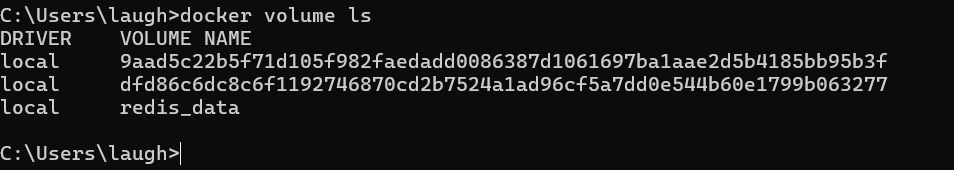 C:\Users\laugh>docker volume ls
DRIVER    VOLUME NAME
local     9aad5c22b5f71d105f982faedadd0086387d1061697ba1aae2d5b4185bb95b3f
local     dfd86c6dc8c6f1192746870cd2b7524a1ad96cf5a7dd0e544b60e1799b063277
local     redis_data
C:\Users\laugh>